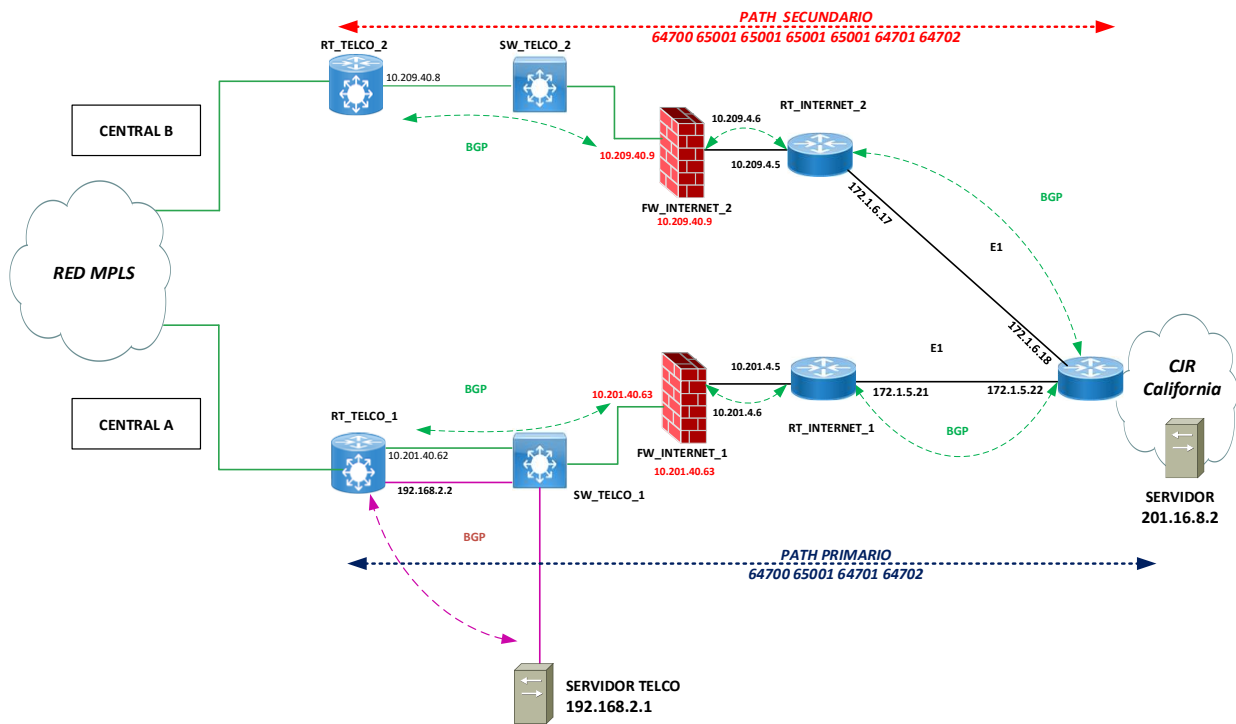 PATH SECUNDARIO
64700 65001 65001 65001 65001 64701 64702
RT_TELCO_2
SW_TELCO_2
10.209.40.8
RT_INTERNET_2
CENTRAL B
BGP
10.209.4.6
10.209.40.9
10.209.4.5
FW_INTERNET_2
10.209.40.9
172.1.6.17
BGP
E1
RED MPLS
172.1.6.18
E1
CJR
California
BGP
10.201.40.63
10.201.4.5
172.1.5.21
172.1.5.22
10.201.4.6
CENTRAL A
RT_TELCO_1
RT_INTERNET_1
BGP
10.201.40.62
FW_INTERNET_1
10.201.40.63
192.168.2.2
SW_TELCO_1
SERVIDOR
201.16.8.2
BGP
PATH PRIMARIO
64700 65001 64701 64702
SERVIDOR TELCO
192.168.2.1